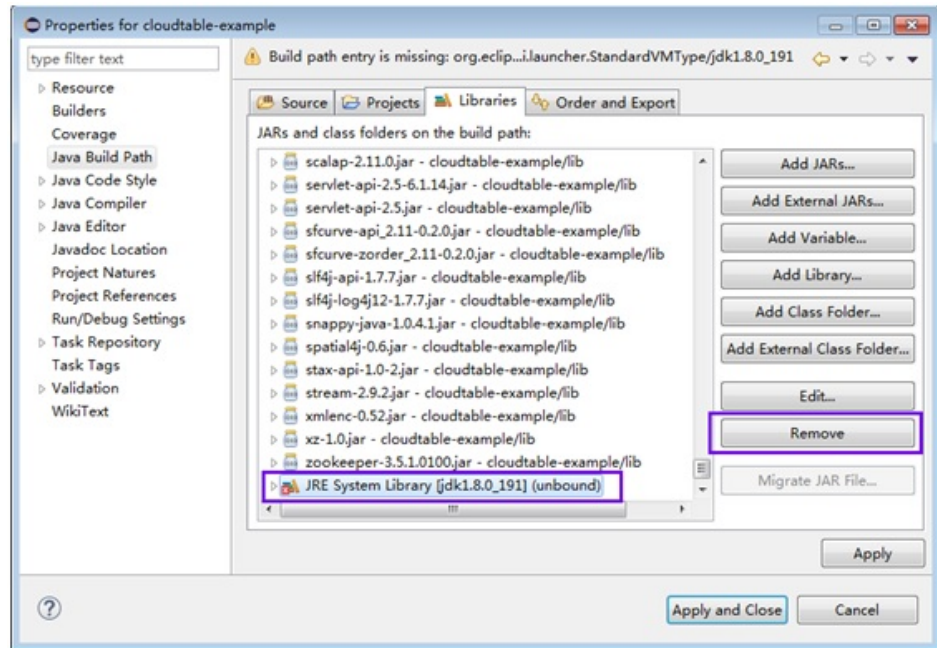 Properties for cloudtable-example
type filter text
Resource
Builders
Coverage
Java Build Path
Java Code Style
Java Compiler
Java Editor
Javadoc Location
Project Natures
Project References
Run/Debug Settings
Task Repository
Task Tags
Validation
WikiText
Build path entry is missing: org.eclip...i.launcher.StandardVMType/jdk1.8.0_191
Source
Projects
Libraries
Order and Export
JARs and class folders on the build path:
scalap-2.11.0.jar - cloudtable-example/lib
servlet-api-2.5-6.1.14.jar - cloudtable-example/lib
servlet-api-2.5.jar - cloudtable-example/lib
sfcurve-api_2.11-0.2.0.jar - cloudtable-example/lib
sfcurve-zorder_2.11-0.2.0.jar - cloudtable-example/lib
slf4j-api-1.7.7.jar - cloudtable-example/lib
slf4j-log4j12-1.7.7.jar - cloudtable-example/lib
snappy-java-1.0.4.1.jar - cloudtable-example/lib
spatial4j-0.6.jar - cloudtable-example/lib
stax-api-1.0-2.jar - cloudtable-example/lib
stream-2.9.2.jar - cloudtable-example/lib
xmlenc-0.52.jar - cloudtable-example/lib
xz-1.0.jar - cloudtable-example/lib
zookeeper-3.5.1.0100.jar - cloudtable-example/lib
JRE System Library [jdk1.8.0_191] (unbound)
Add JARs...
Add External JARs...
Add Variable...
Add Library...
Add Class Folder...
Add External Class Folder...
Edit...
Remove
Migrate JAR File...
Apply
Apply and Close
Cancel